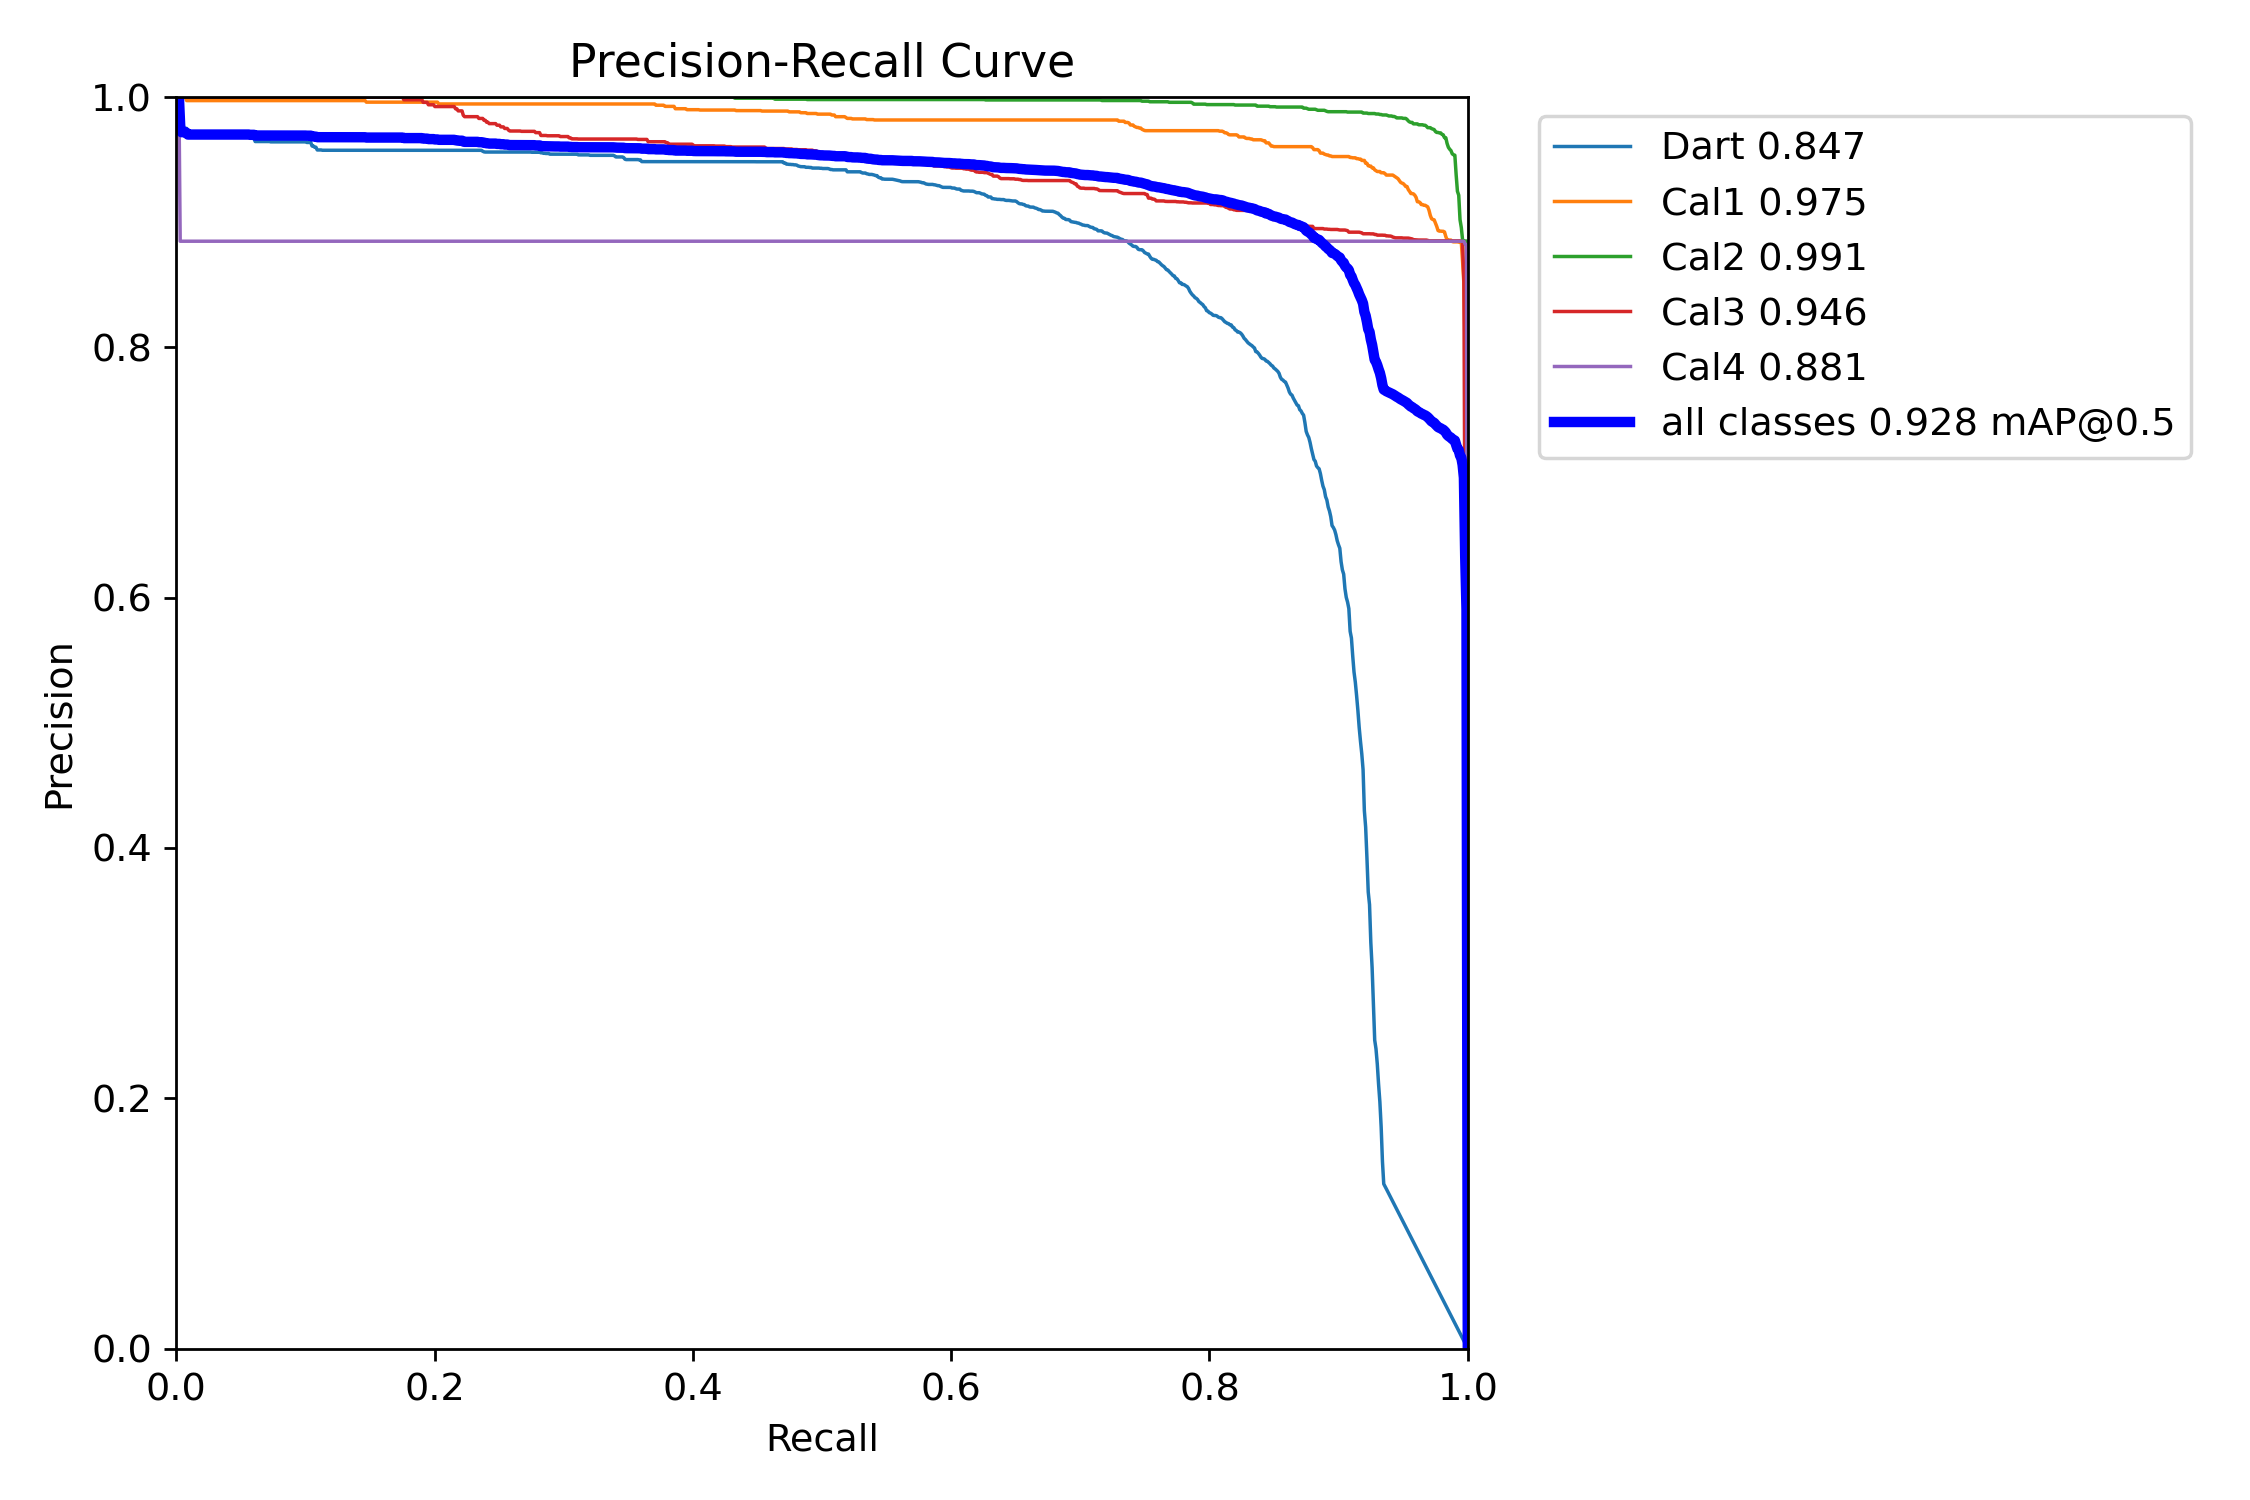 Precision-Recall Curve
1.0
0.8
0.6
0.4
0.2
0.0
Precision
0.0 0.2 0.4 0.6 0.8 1.0
Recall
Dart 0.847
Cal1 0.975
Cal2 0.991
Cal3 0.946
Cal4 0.881
all classes 0.928 mAP@0.5